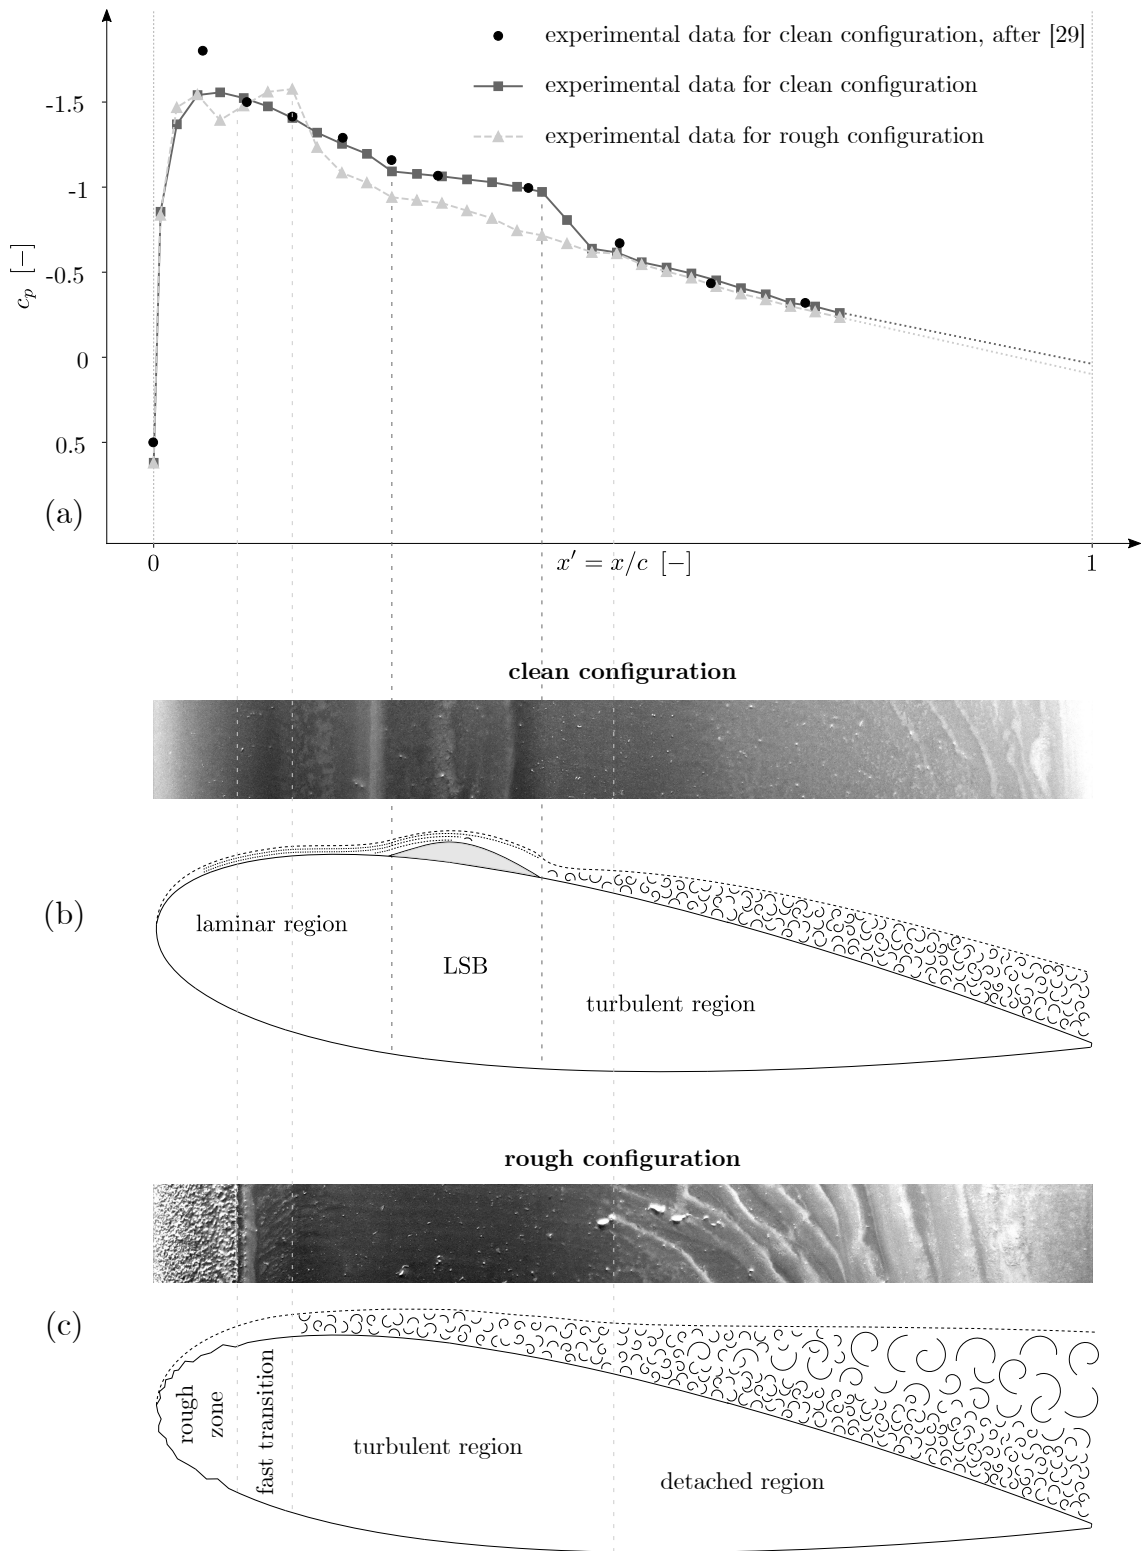 experimental data for clean configuration, after [29]
experimental data for clean configuration
experimental data for rough configuration
-1.5
-1
-0.5
0
0.5
c_p [−]
(a)
0
x′ = x/c [−]
1
clean configuration
(b)
laminar region
LSB
turbulent region
rough configuration
(c)
rough
zone
fast transition
turbulent region
detached region